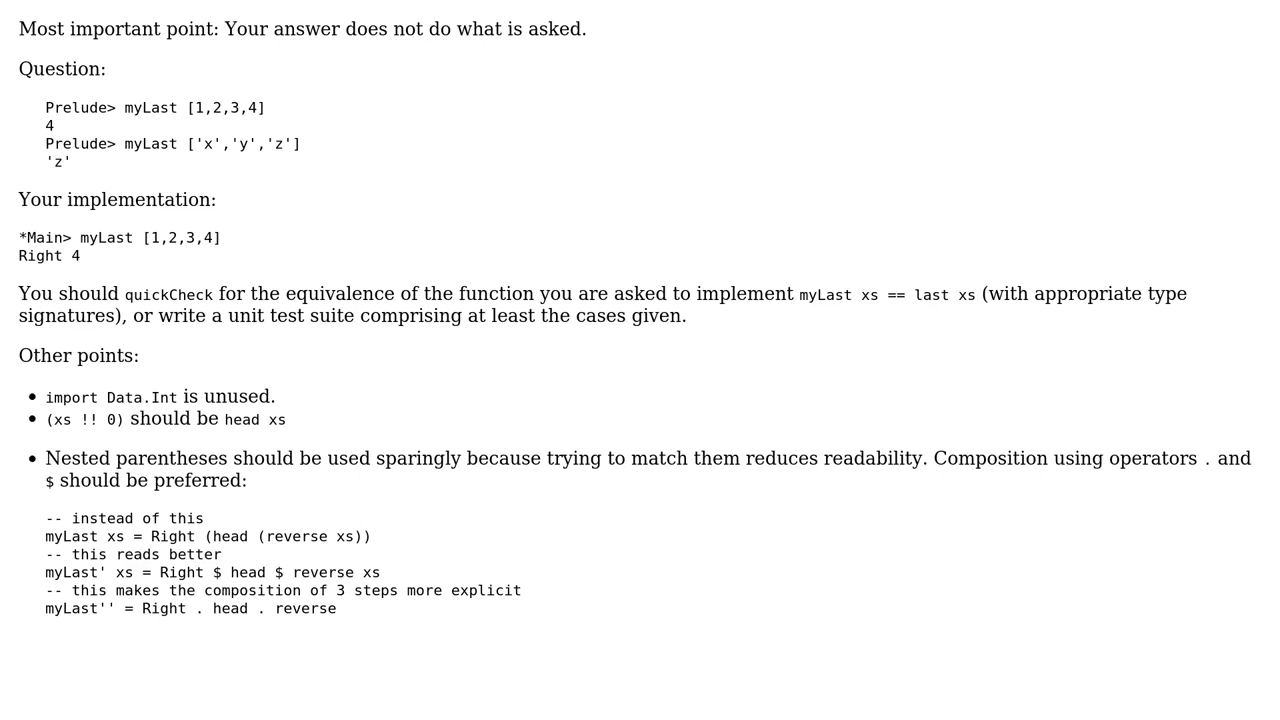 Most important point: Your answer does not do what is asked.
Question:
Prelude> myLast [1,2,3,4]
4
Prelude> myLast ['x','y','z']
'z'
Your implementation:
*Main> myLast [1,2,3,4]
Right 4
You should quickCheck for the equivalence of the function you are asked to implement myLast xs == last xs (with appropriate type
signatures), or write a unit test suite comprising at least the cases given.
Other points:
• import Data.Int is unused.
• (xs !! 0) should be head xs
• Nested parentheses should be used sparingly because trying to match them reduces readability. Composition using operators . and
$ should be preferred:
-- instead of this
myLast xs = Right (head (reverse xs))
-- this reads better
myLast' xs = Right $ head $ reverse xs
-- this makes the composition of 3 steps more explicit
myLast'' = Right . head . reverse